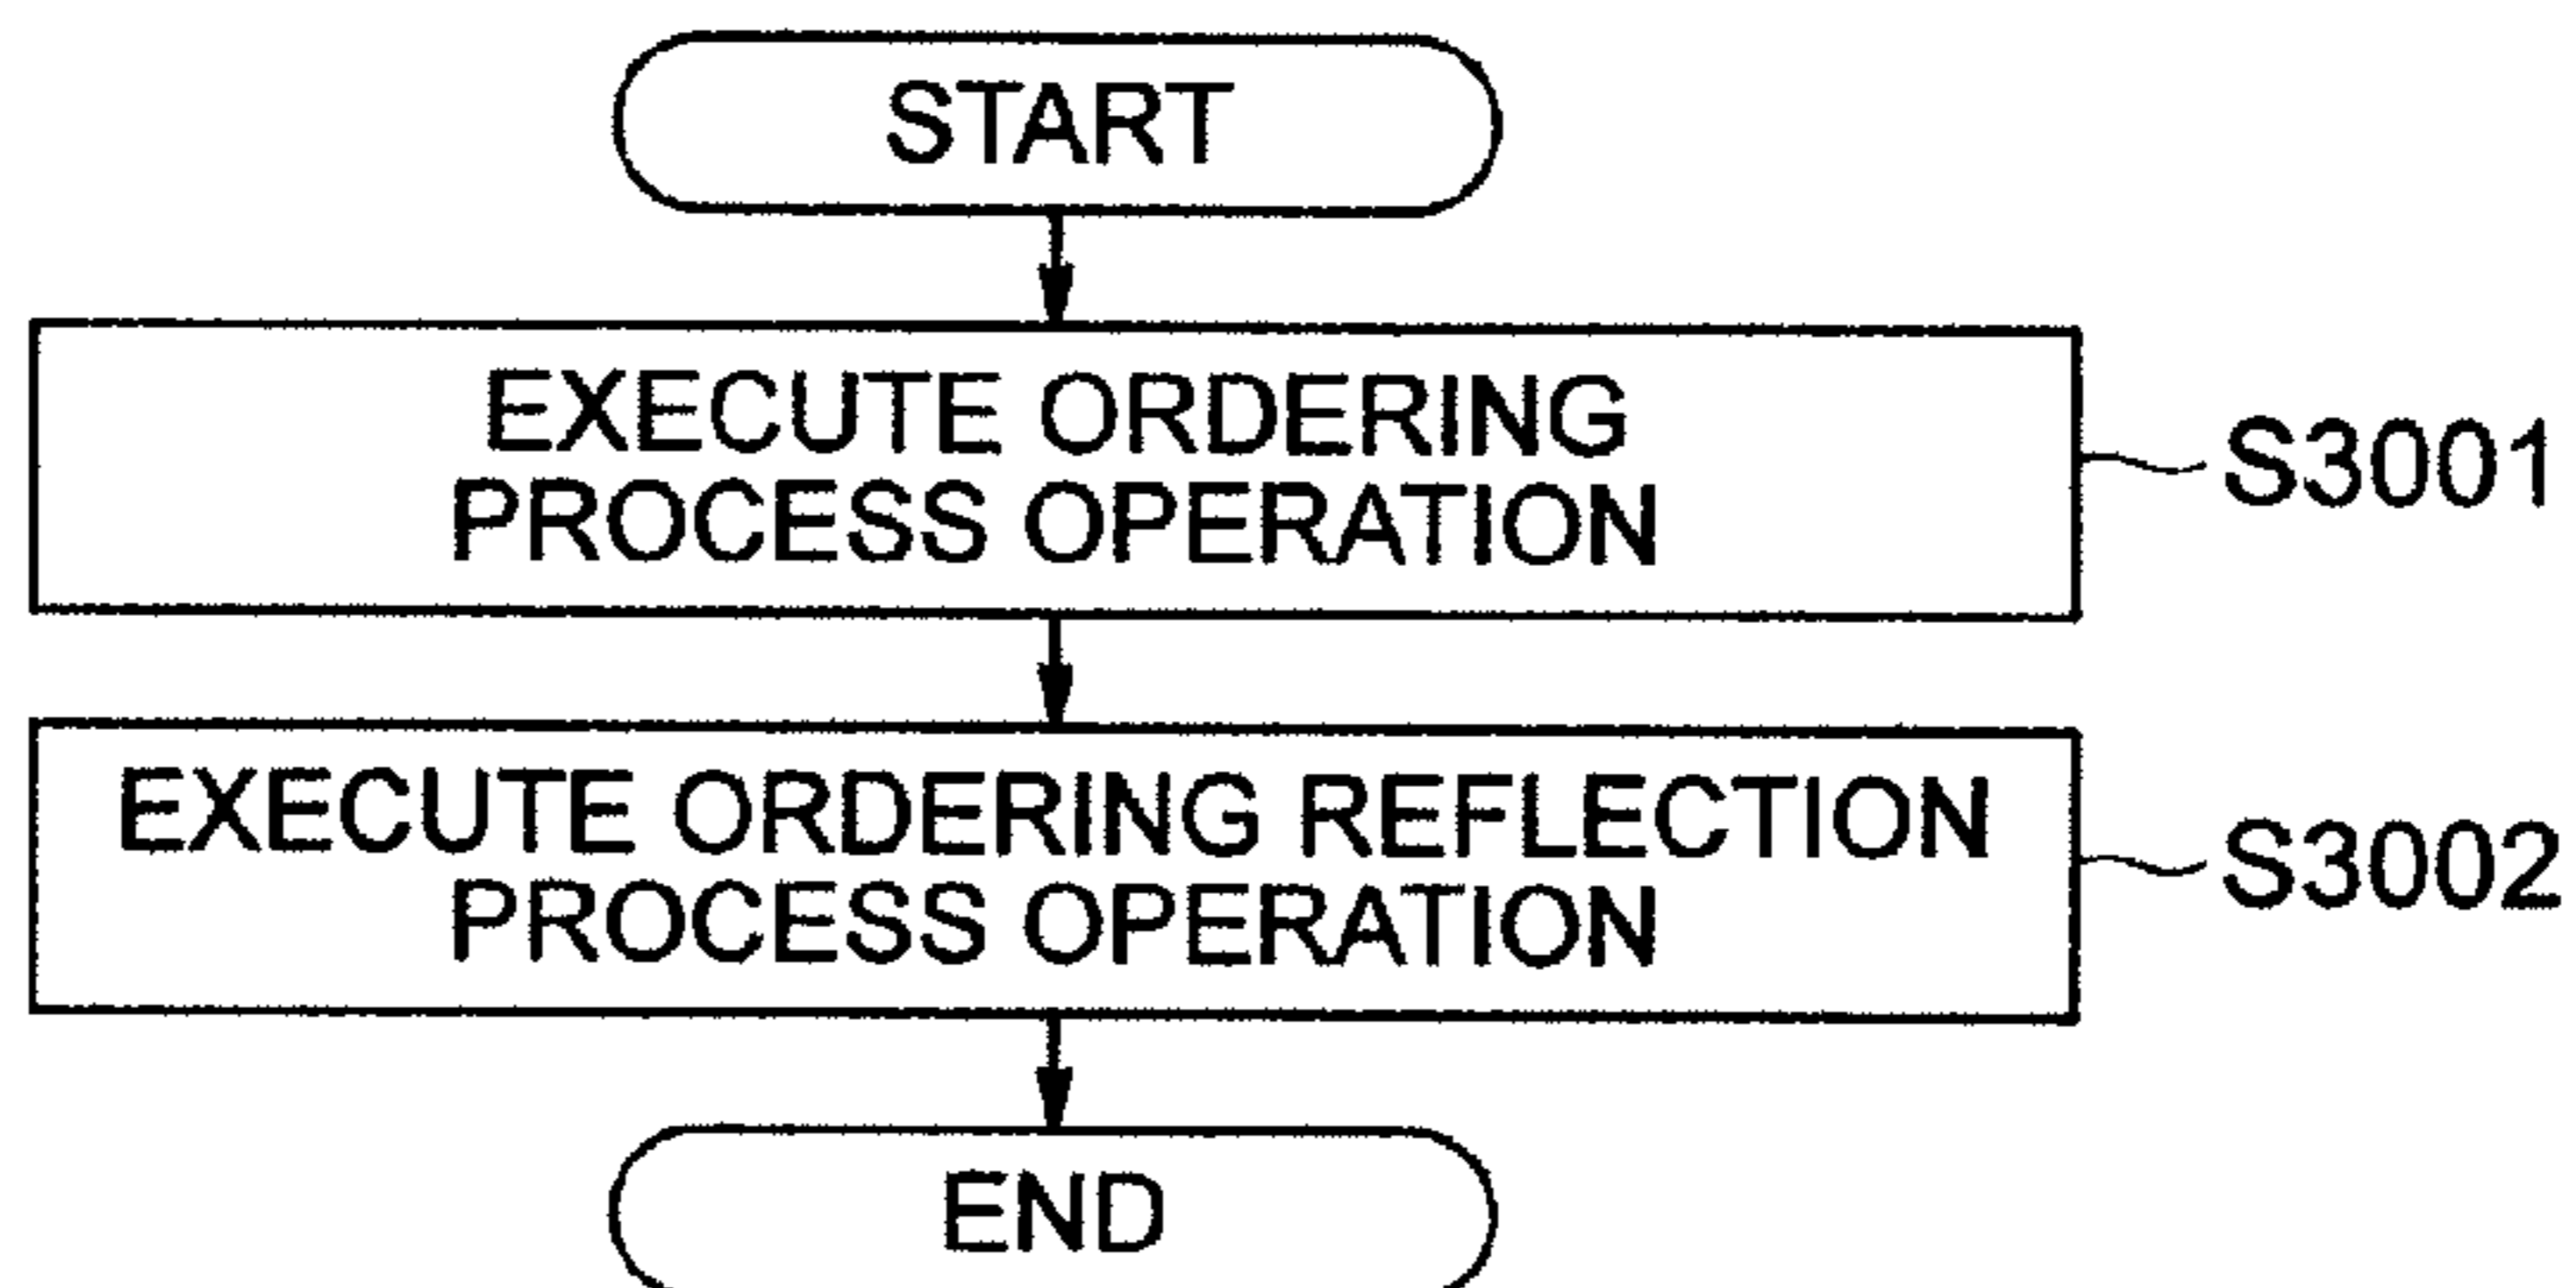 START
EXECUTE ORDERING
PROCESS OPERATION
S3001
EXECUTE ORDERING REFLECTION
PROCESS OPERATION
S3002
END